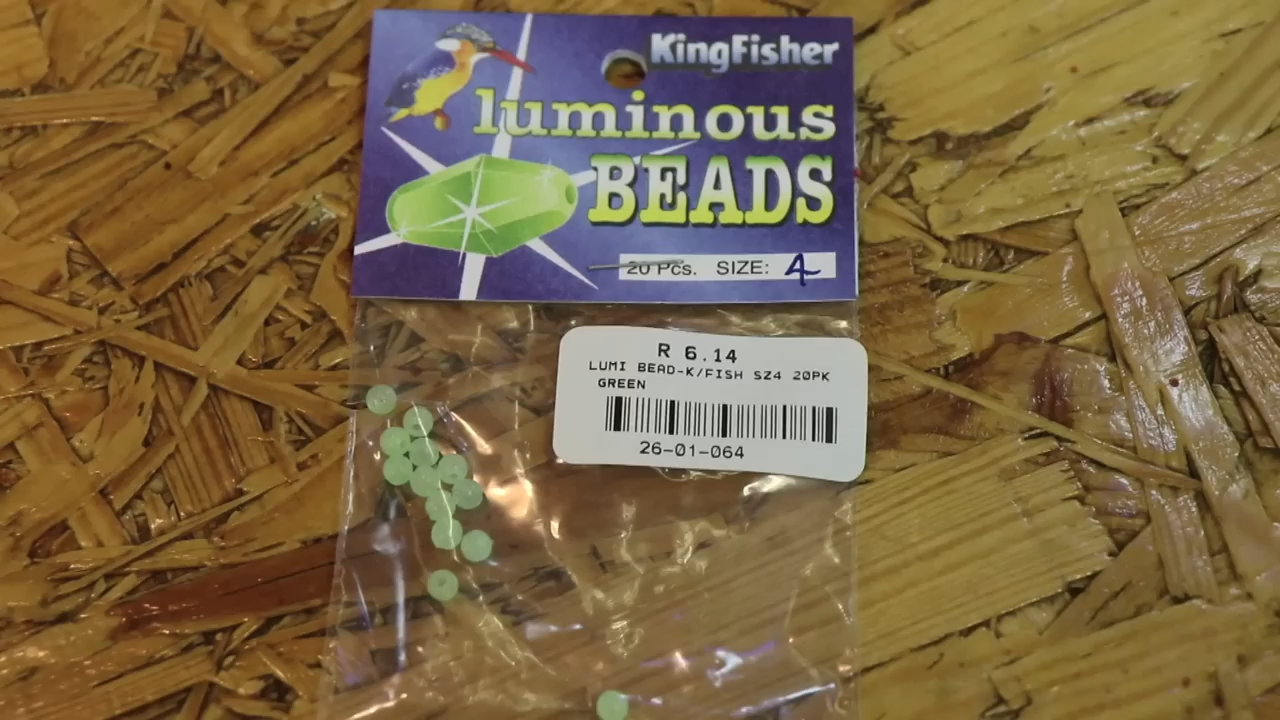 KingFisher
luminous
BEADS
20 Pcs. SIZE: 4
R 6.14
LUMI BEAD-K/FISH SZ4 20PK
GREEN
26-01-064